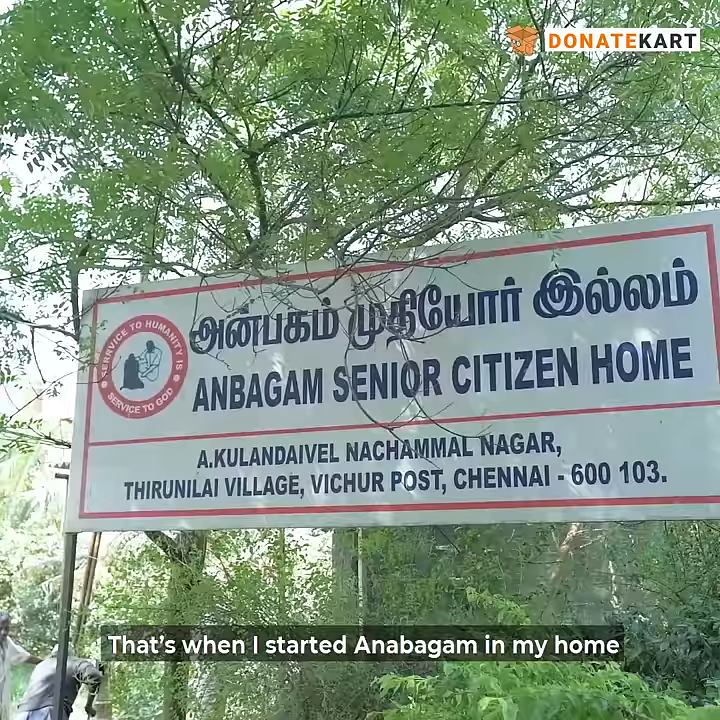 DONATEKART
அன்பகம் முதியோர் இல்லம்
SERRVICE TO HUMANITY IS
SERVICE TO GOD
ANBAGAM SENIOR CITIZEN HOME
A.KULANDAIVEL NACHAMMAL NAGAR,
THIRUNILAI VILLAGE, VICHUR POST, CHENNAI - 600 103.
That's when I started Anabagam in my home